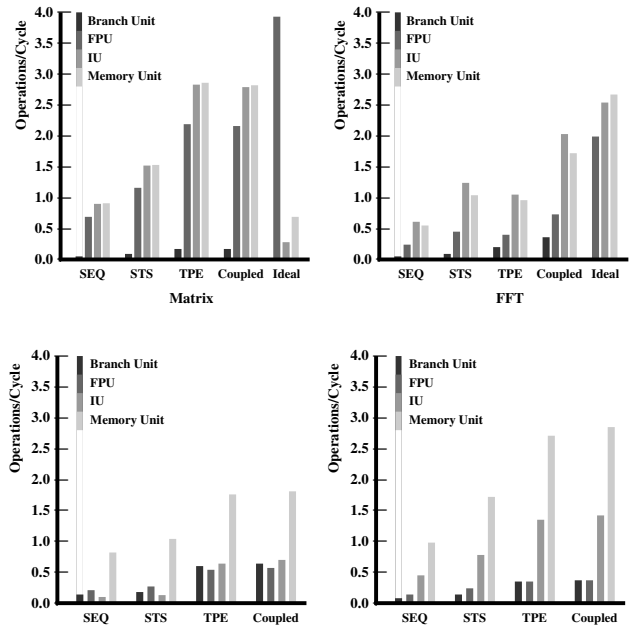 4.0
3.5
3.0
2.5
2.0
1.5
1.0
0.5
0.0
Operations/Cycle
Branch Unit
FPU
IU
Memory Unit
SEQ STS TPE Coupled Ideal
Matrix
4.0
3.5
3.0
2.5
2.0
1.5
1.0
0.5
0.0
Operations/Cycle
Branch Unit
FPU
IU
Memory Unit
SEQ STS TPE Coupled Ideal
FFT
4.0
3.5
3.0
2.5
2.0
1.5
1.0
0.5
0.0
Operations/Cycle
Branch Unit
FPU
IU
Memory Unit
SEQ STS TPE Coupled
4.0
3.5
3.0
2.5
2.0
1.5
1.0
0.5
0.0
Operations/Cycle
Branch Unit
FPU
IU
Memory Unit
SEQ STS TPE Coupled